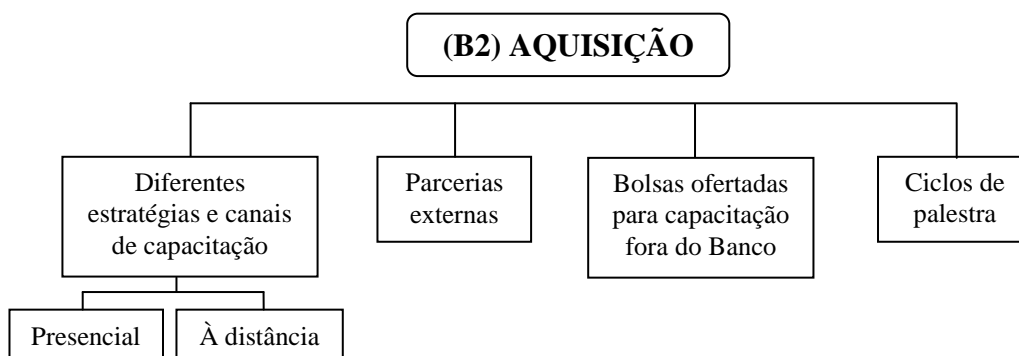 (B2) AQUISIÇÃO
Diferentes
estratégias e canais
de capacitação
Parcerias
externas
Bolsas ofertadas
para capacitação
fora do Banco
Ciclos de
palestra
Presencial
À distância